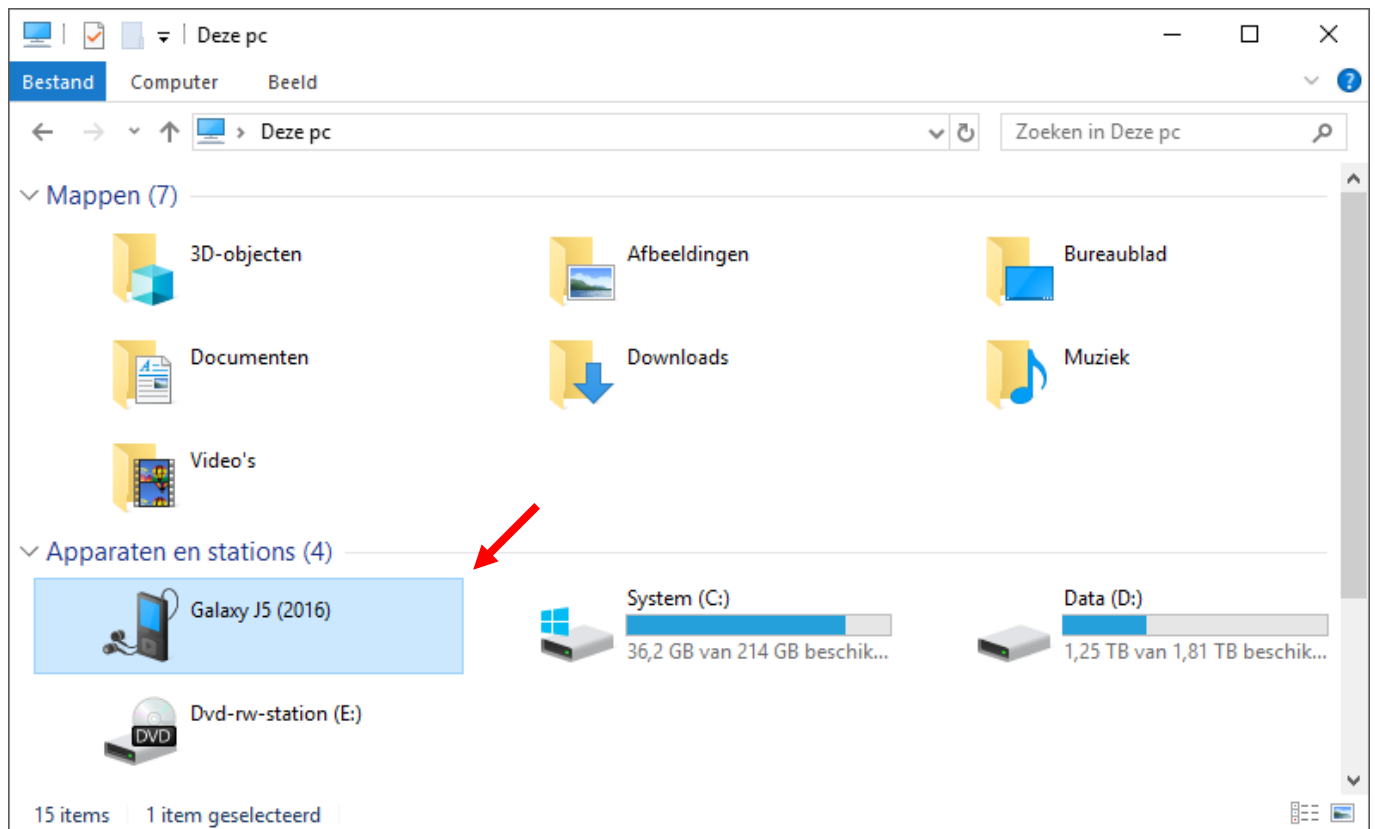 Deze pc
Bestand Computer Beeld
Deze pc Zoeken in Deze pc
Mappen (7)
3D-objecten Afbeeldingen Bureaublad
Documenten Downloads Muziek
Video's
Apparaten en stations (4)
Galaxy J5 (2016) System (C:) Data (D:)
36,2 GB van 214 GB beschik... 1,25 TB van 1,81 TB beschik...
Dvd-rw-station (E:)
DVD
15 items 1 item geselecteerd